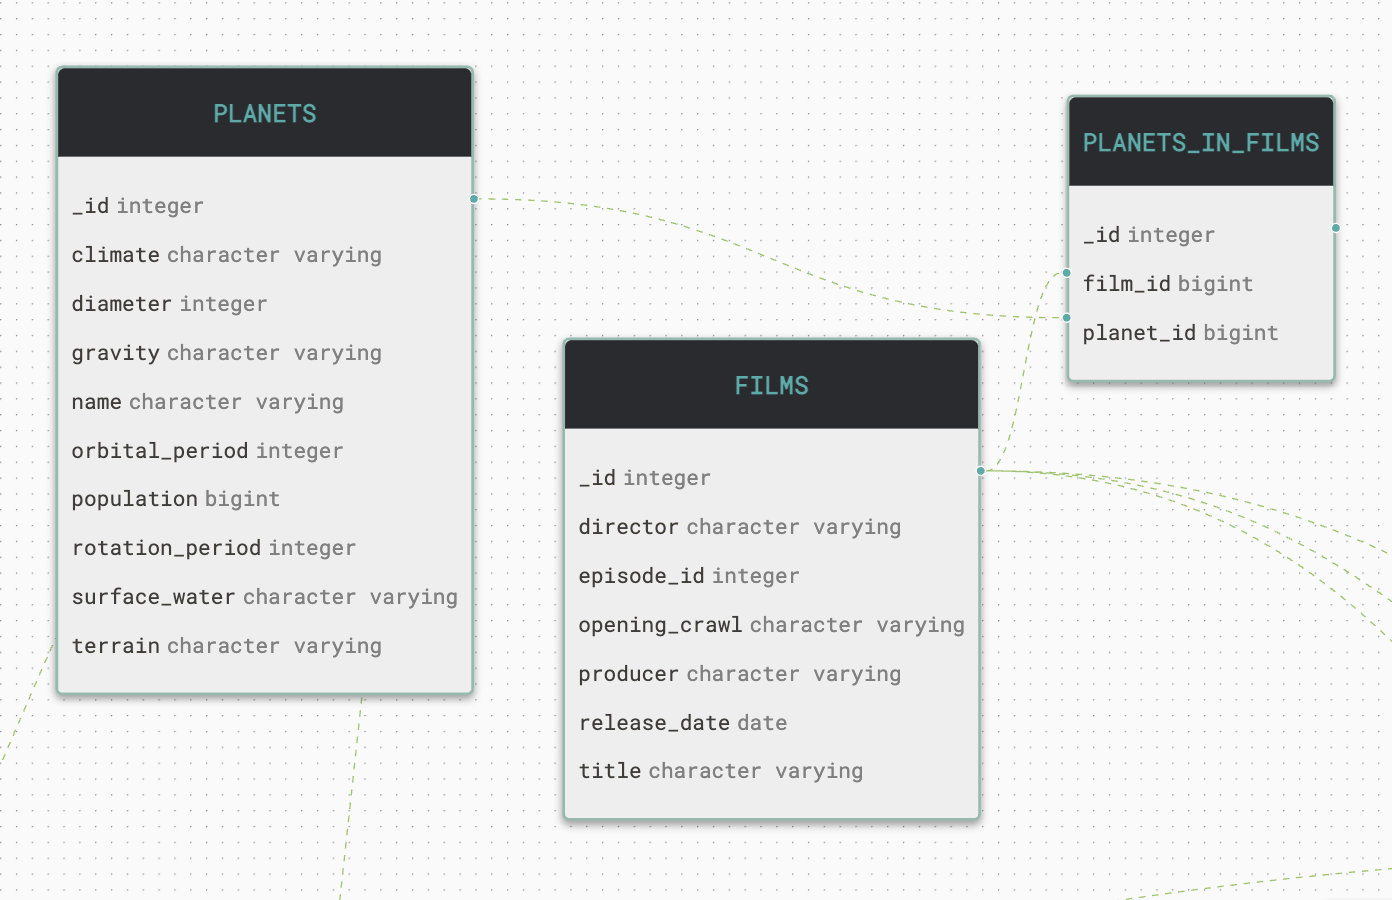 PLANETS
_id integer
climate character varying
diameter integer
gravity character varying
name character varying
orbital_period integer
population bigint
rotation_period integer
surface_water character varying
terrain character varying
FILMS
_id integer
director character varying
episode_id integer
opening_crawl character varying
producer character varying
release_date date
title character varying
PLANETS_IN_FILMS
_id integer
film_id bigint
planet_id bigint